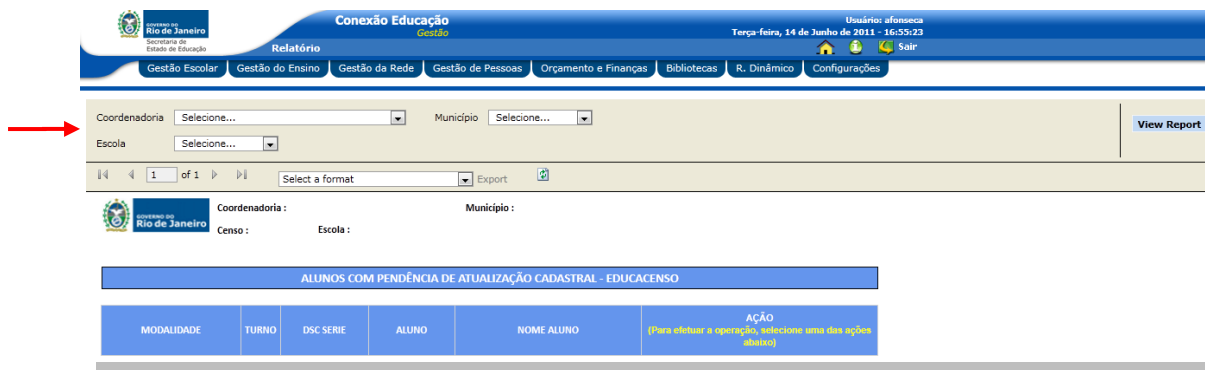 GOVERNO DO
Rio de Janeiro
Secretaria de
Estado de Educação
Conexão Educação
Gestão
Relatório
Usuário: afonseca
Terça-feira, 14 de Junho de 2011 - 16:55:23
Sair
Gestão Escolar Gestão do Ensino Gestão da Rede Gestão de Pessoas Orçamento e Finanças Bibliotecas R. Dinâmico Configurações
Coordenadoria Selecione... Município Selecione...
View Report
Escola Selecione...
1 of 1 Select a format Export
GOVERNO DO
Rio de Janeiro
Coordenadoria : Município :
Censo : Escola :
ALUNOS COM PENDÊNCIA DE ATUALIZAÇÃO CADASTRAL - EDUCACENSO
MODALIDADE TURNO DSC SERIE ALUNO NOME ALUNO AÇÃO
(Para efetuar a operação, selecione uma das ações
abaixo)